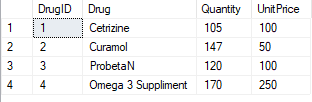 DrugID Drug Quantity UnitPrice
1 1 Cetrizine 105 100
2 2 Curamol 147 50
3 3 ProbetaN 120 100
4 4 Omega 3 Suppliment 170 250